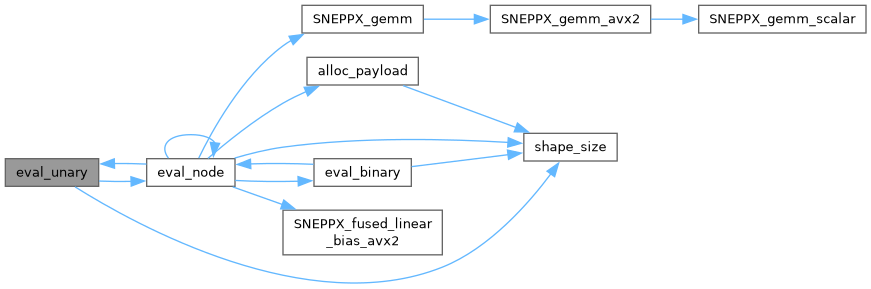 SNEPPX_gemm
SNEPPX_gemm_avx2
SNEPPX_gemm_scalar
alloc_payload
shape_size
eval_unary
eval_node
eval_binary
SNEPPX_fused_linear
_bias_avx2